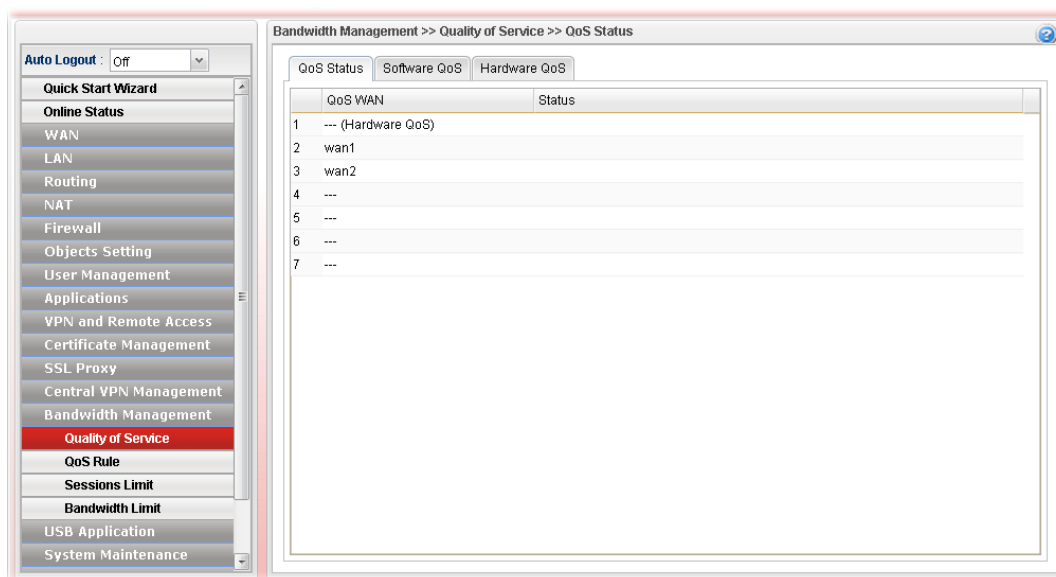 Bandwidth Management >> Quality of Service >> QoS Status
Auto Logout : Off
Quick Start Wizard
Online Status
WAN
LAN
Routing
NAT
Firewall
Objects Setting
User Management
Applications
VPN and Remote Access
Certificate Management
SSL Proxy
Central VPN Management
Bandwidth Management
Quality of Service
QoS Rule
Sessions Limit
Bandwidth Limit
USB Application
System Maintenance
QoS Status Software QoS Hardware QoS
QoS WAN Status
1 --- (Hardware QoS)
2 wan1
3 wan2
4 ---
5 ---
6 ---
7 ---